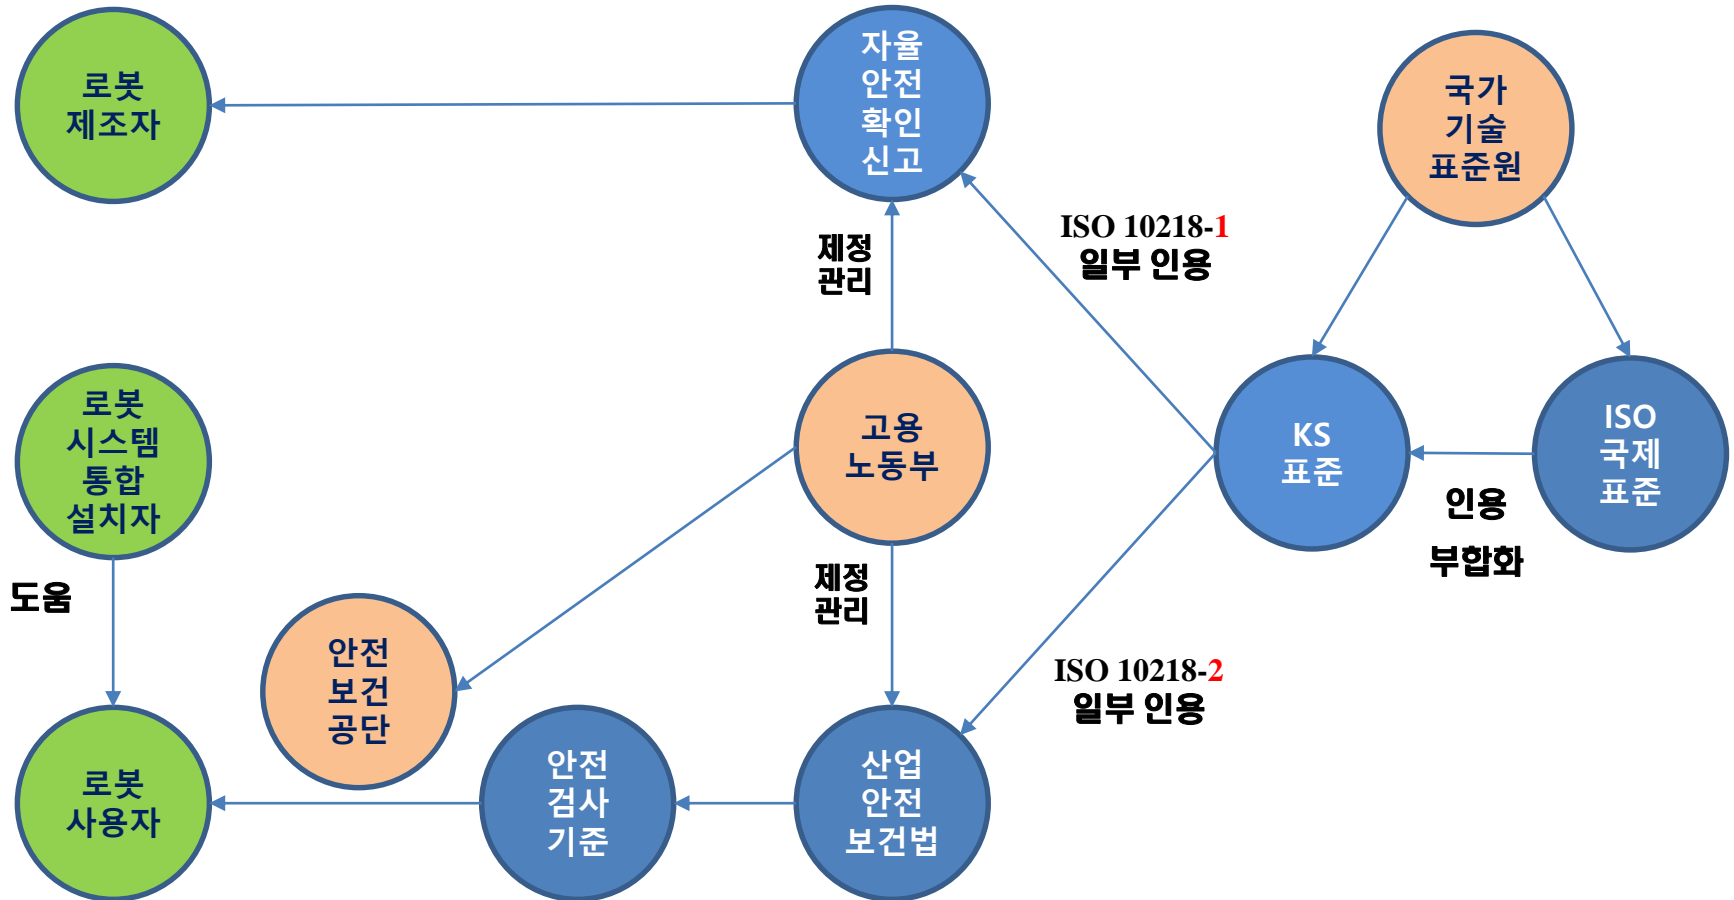 로봇
제조자
자율
안전
확인
신고
국가
기술
표준원
제정
관리
ISO 10218-1
일부 인용
로봇
시스템
통합
설치자
고용
노동부
KS
표준
ISO
국제
표준
인용
부합화
도움
제정
관리
안전
보건
공단
ISO 10218-2
일부 인용
로봇
사용자
안전
검사
기준
산업
안전
보건법